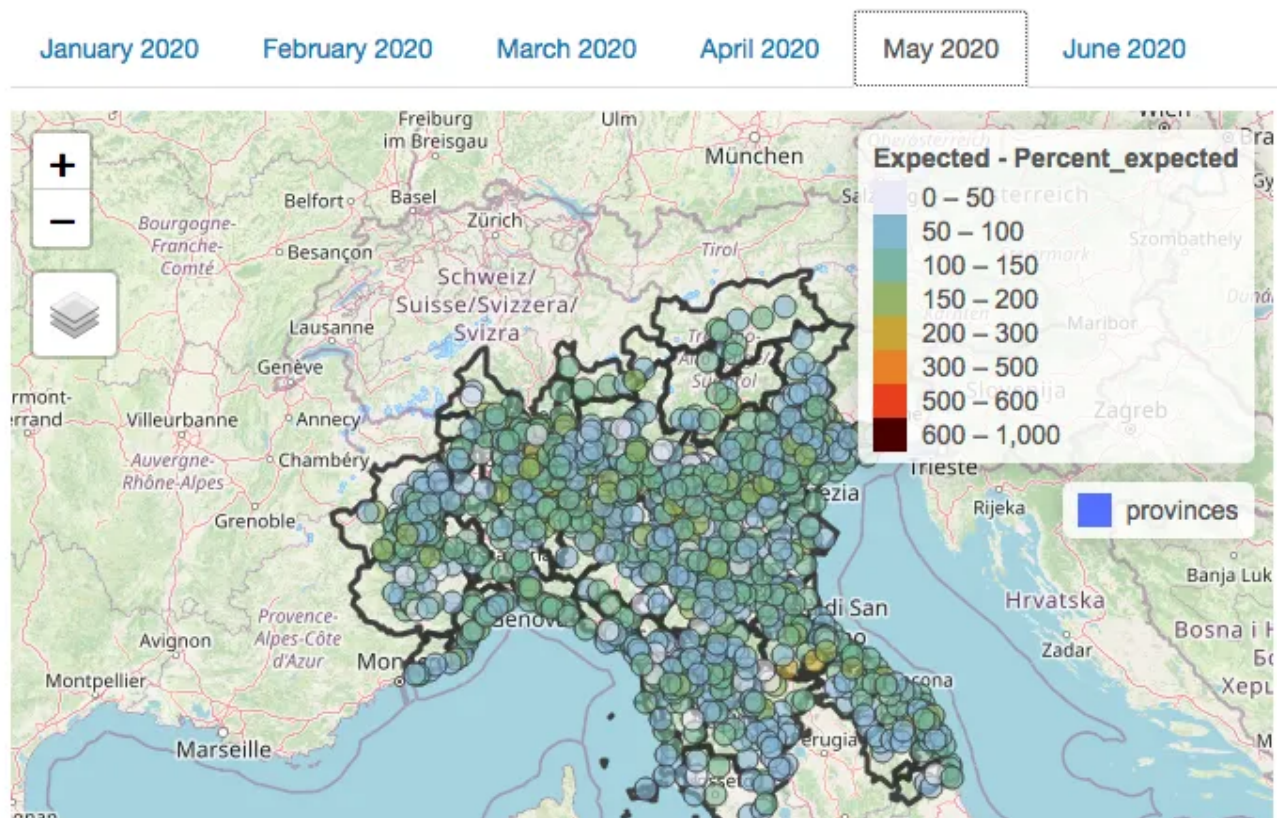 January 2020
February 2020
March 2020
April 2020
May 2020
June 2020
+
−
Freiburg
im Breisgau
Ulm
München
Belfort
Basel
Zürich
Bourgogne-
Franche-
Comté
Besançon
Tirol
Schweiz/
Suisse/Svizzera/
Svizra
Lausanne
Genève
Villeurbanne
Annecy
Auvergne-
Rhône-Alpes
Chambéry
Grenoble
Provence-
Alpes-Côte
d'Azur
Avignon
Montpellier
Marseille
Expected - Percent_expected
0 – 50
50 – 100
100 – 150
150 – 200
200 – 300
300 – 500
500 – 600
600 – 1,000
Oberösterreich
Szombathely
Maribor
Kärnten
Slovenija
Zagreb
Trieste
Rijeka
provinces
Banja Luk
Hrvatska
di San
Zadar
Bosna i H